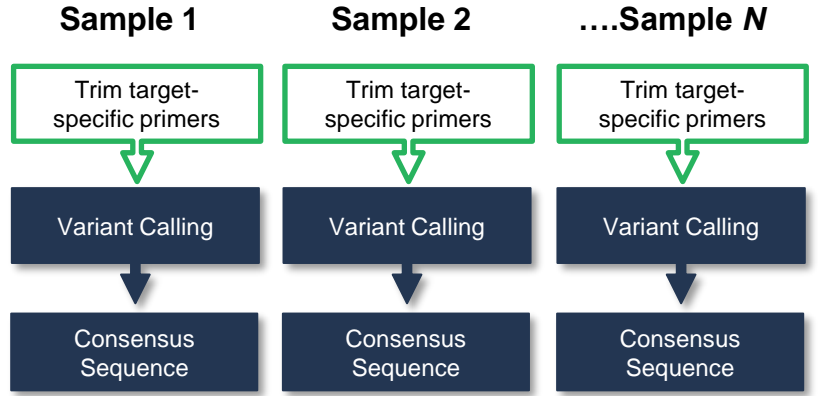 Sample 1
Sample 2
....Sample N
Trim target-
specific primers
Trim target-
specific primers
Trim target-
specific primers
Variant Calling
Variant Calling
Variant Calling
Consensus
Sequence
Consensus
Sequence
Consensus
Sequence